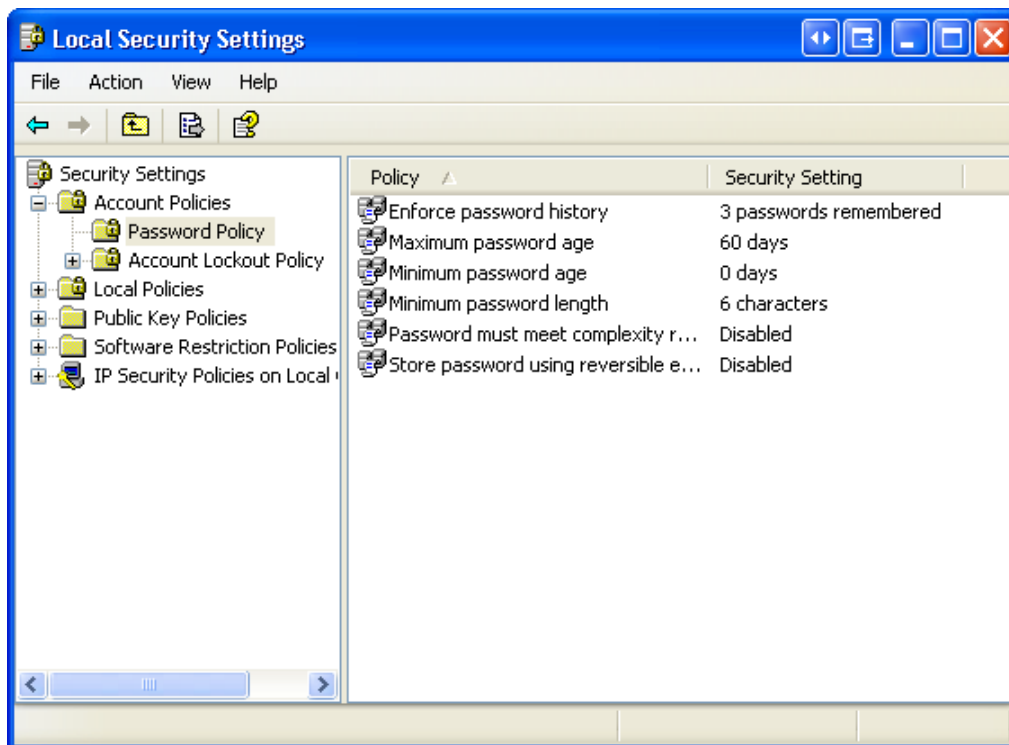 Local Security Settings
File Action View Help
Security Settings
Account Policies
Password Policy
Account Lockout Policy
Local Policies
Public Key Policies
Software Restriction Policies
IP Security Policies on Local
Policy Security Setting
Enforce password history 3 passwords remembered
Maximum password age 60 days
Minimum password age 0 days
Minimum password length 6 characters
Password must meet complexity r... Disabled
Store password using reversible e... Disabled